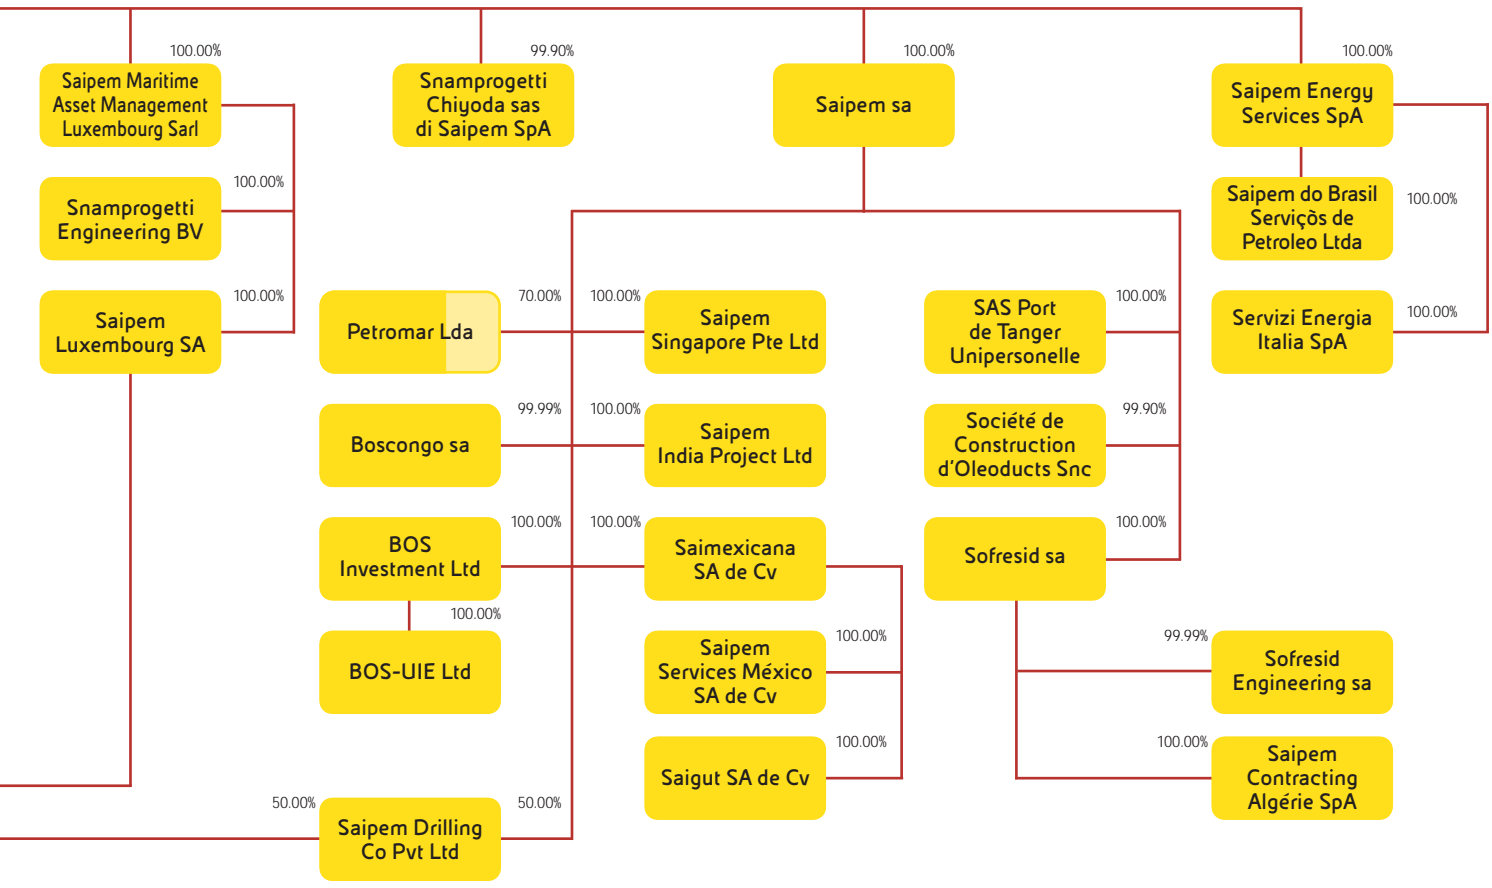 100.00%
Saipem Maritime
Asset Management
Luxembourg Sarl
99.90%
Snamprogetti
Chiyoda sas
di Saipem SpA
100.00%
Saipem sa
100.00%
Saipem Energy
Services SpA
100.00%
Snamprogetti
Engineering BV
100.00%
Saipem do Brasil
Serviçòs de
Petroleo Ltda
100.00%
Saipem
Luxembourg SA
70.00%
Petromar Lda
100.00%
Saipem
Singapore Pte Ltd
100.00%
SAS Port
de Tanger
Unipersonelle
100.00%
Servizi Energia
Italia SpA
99.99%
Boscongo sa
100.00%
Saipem
India Project Ltd
99.90%
Société de
Construction
d'Oleoducts Snc
100.00%
BOS
Investment Ltd
100.00%
Saimexicana
SA de Cv
100.00%
Sofresid sa
100.00%
BOS-UIE Ltd
100.00%
Saipem
Services México
SA de Cv
99.99%
Sofresid
Engineering sa
100.00%
Saigut SA de Cv
100.00%
Saipem
Contracting
Algérie SpA
50.00%
50.00%
Saipem Drilling
Co Pvt Ltd